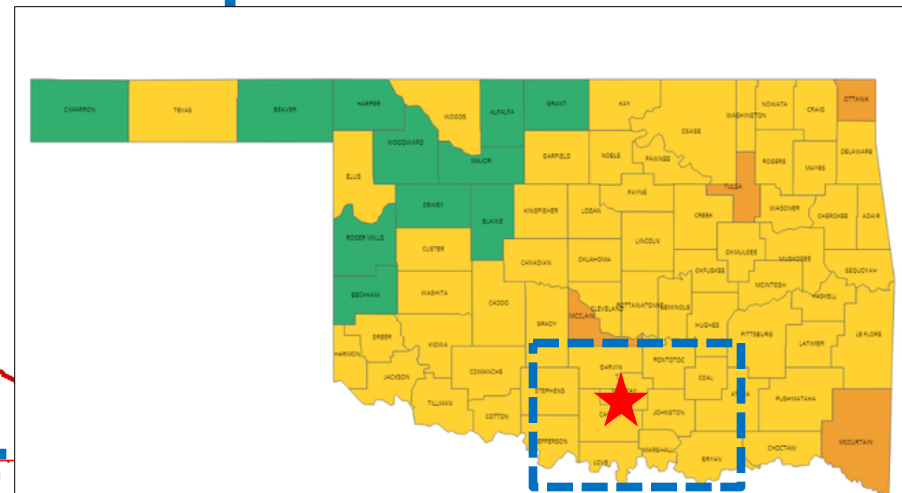 CIMARRON
TEXAS
BEAVER
HARPER
WOODS
ALFALFA
GRANT
KAY
OSAGE
WASHINGTON
NOWATA
CRAIG
OTTAWA
WOODWARD
MAJOR
GARFIELD
NOBLE
PAWNEE
ROGERS
MAYES
DELAWARE
ELLIS
DEWEY
BLAINE
KINGFISHER
LOGAN
PAYNE
CREEK
TULSA
WAGONER
CHEROKEE
ADAIR
ROGER MILLS
CUSTER
CANADIAN
OKLAHOMA
LINCOLN
OKFUSKEE
OKMULGEE
MUSKOGEE
SEQUOYAH
BECKHAM
WASHITA
CADDO
GRADY
MCCLAIN
CLEVELAND
POTTAWATOMIE
SEMINOLE
HUGHES
MCINTOSH
HASKELL
PITTSBURG
LATIMER
LE FLORE
HARMON
GREER
KIOWA
JACKSON
TILLMAN
COMANCHE
COTTON
STEPHENS
GARVIN
PONTOTOC
COAL
PUSHMATAHA
JOHNSTON
JEFFERSON
LOVE
MARSHALL
BRYAN
CHOCTAW
MCCURTAIN